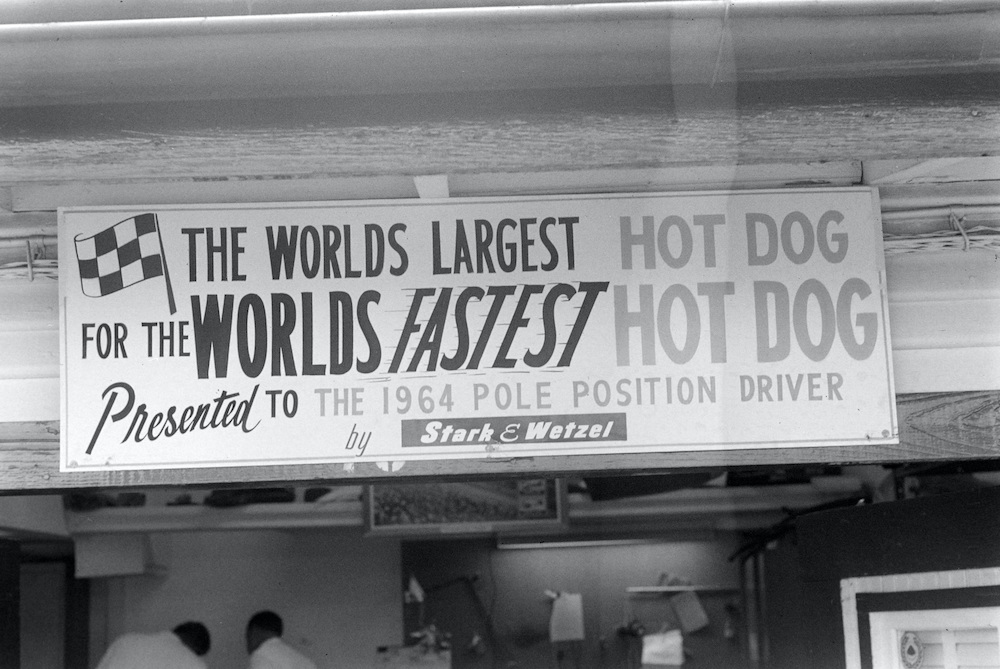 THE WORLDS LARGEST HOT DOG
FOR THE WORLDS FASTEST HOT DOG
Presented TO THE 1964 POLE POSITION DRIVER
by Stark & Wetzel